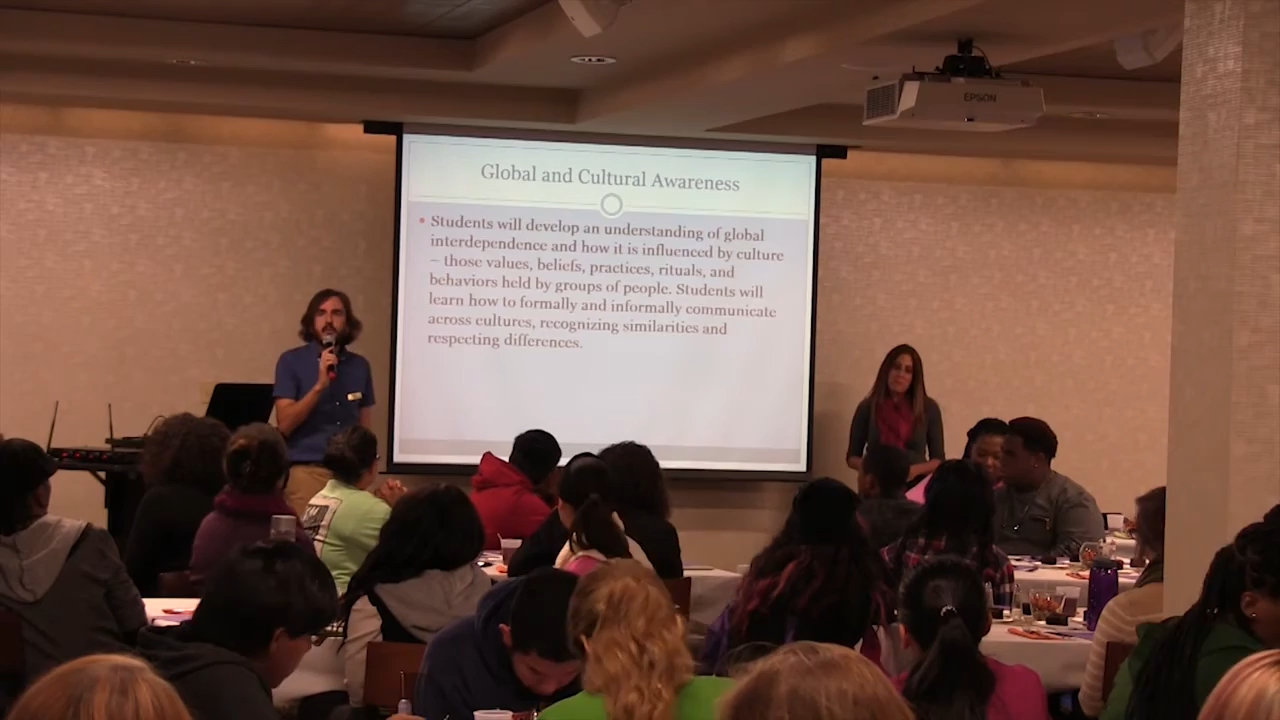 EPSON
Global and Cultural Awareness
• Students will develop an understanding of global
interdependence and how it is influenced by culture
– those values, beliefs, practices, rituals, and
behaviors held by groups of people. Students will
learn how to formally and informally communicate
across cultures, recognizing similarities and
respecting differences.